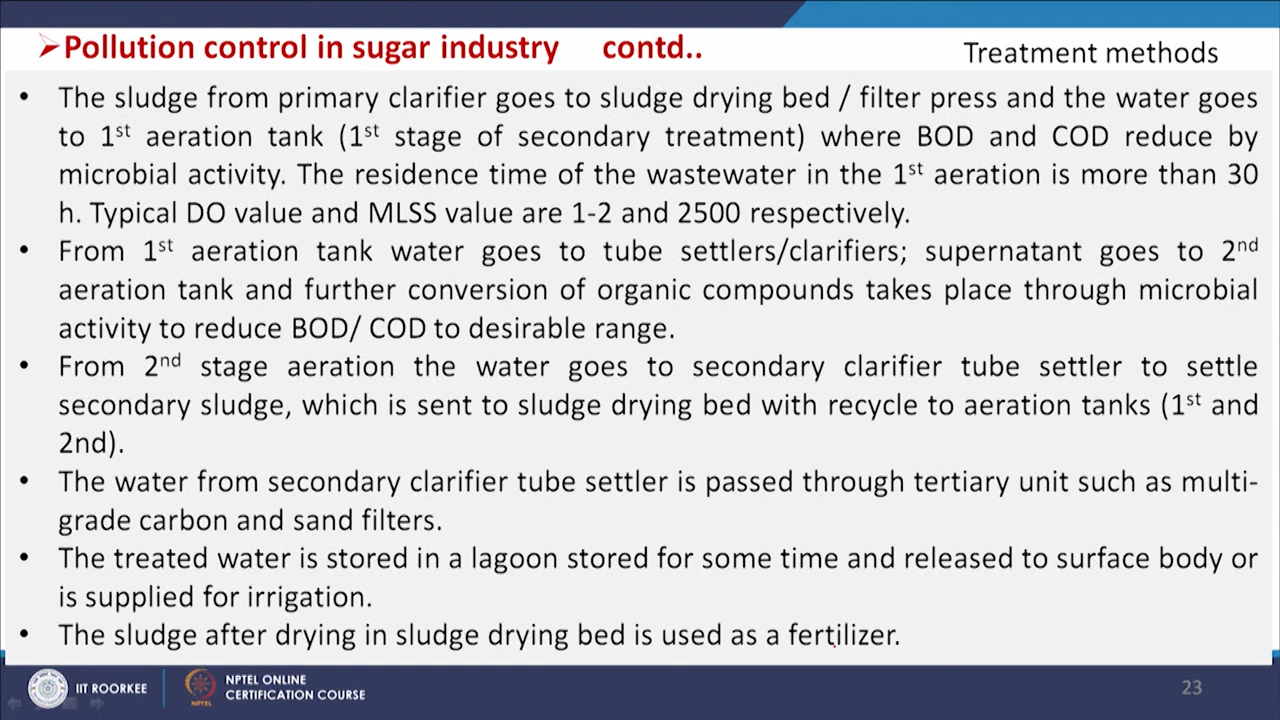 ➢Pollution control in sugar industry contd..
Treatment methods
• The sludge from primary clarifier goes to sludge drying bed / filter press and the water goes
to 1st aeration tank (1st stage of secondary treatment) where BOD and COD reduce by
microbial activity. The residence time of the wastewater in the 1st aeration is more than 30
h. Typical DO value and MLSS value are 1-2 and 2500 respectively.
• From 1st aeration tank water goes to tube settlers/clarifiers; supernatant goes to 2nd
aeration tank and further conversion of organic compounds takes place through microbial
activity to reduce BOD/ COD to desirable range.
• From 2nd stage aeration the water goes to secondary clarifier tube settler to settle
secondary sludge, which is sent to sludge drying bed with recycle to aeration tanks (1st and
2nd).
• The water from secondary clarifier tube settler is passed through tertiary unit such as multi-
grade carbon and sand filters.
• The treated water is stored in a lagoon stored for some time and released to surface body or
is supplied for irrigation.
• The sludge after drying in sludge drying bed is used as a fertilizer.
IIT ROORKEE
NPTEL
NPTEL ONLINE
CERTIFICATION COURSE
23